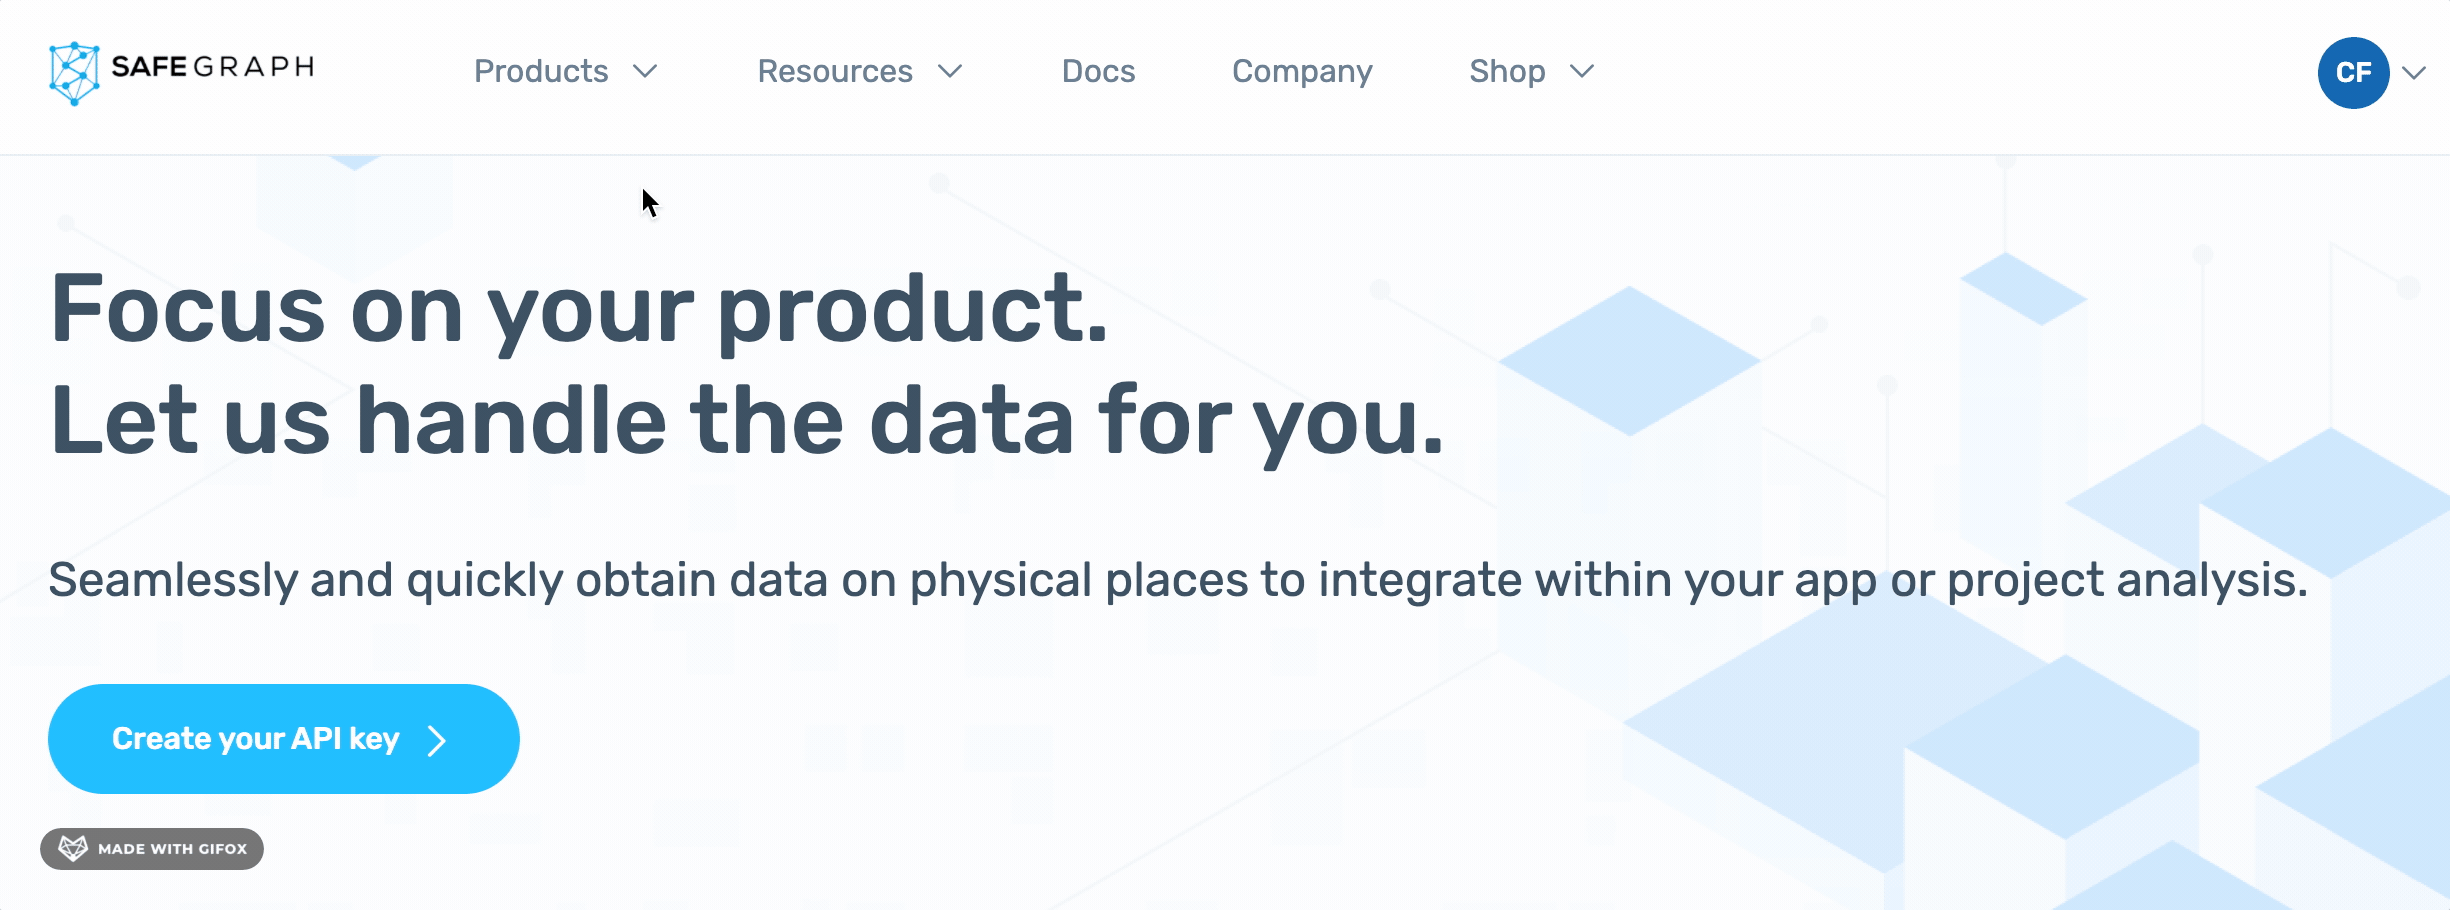 SAFEGRAPH
Products
Resources
Docs
Company
Shop
CF
Focus on your product.
Let us handle the data for you.
Seamlessly and quickly obtain data on physical places to integrate within your app or project analysis.
Create your API key
MADE WITH GIFOX